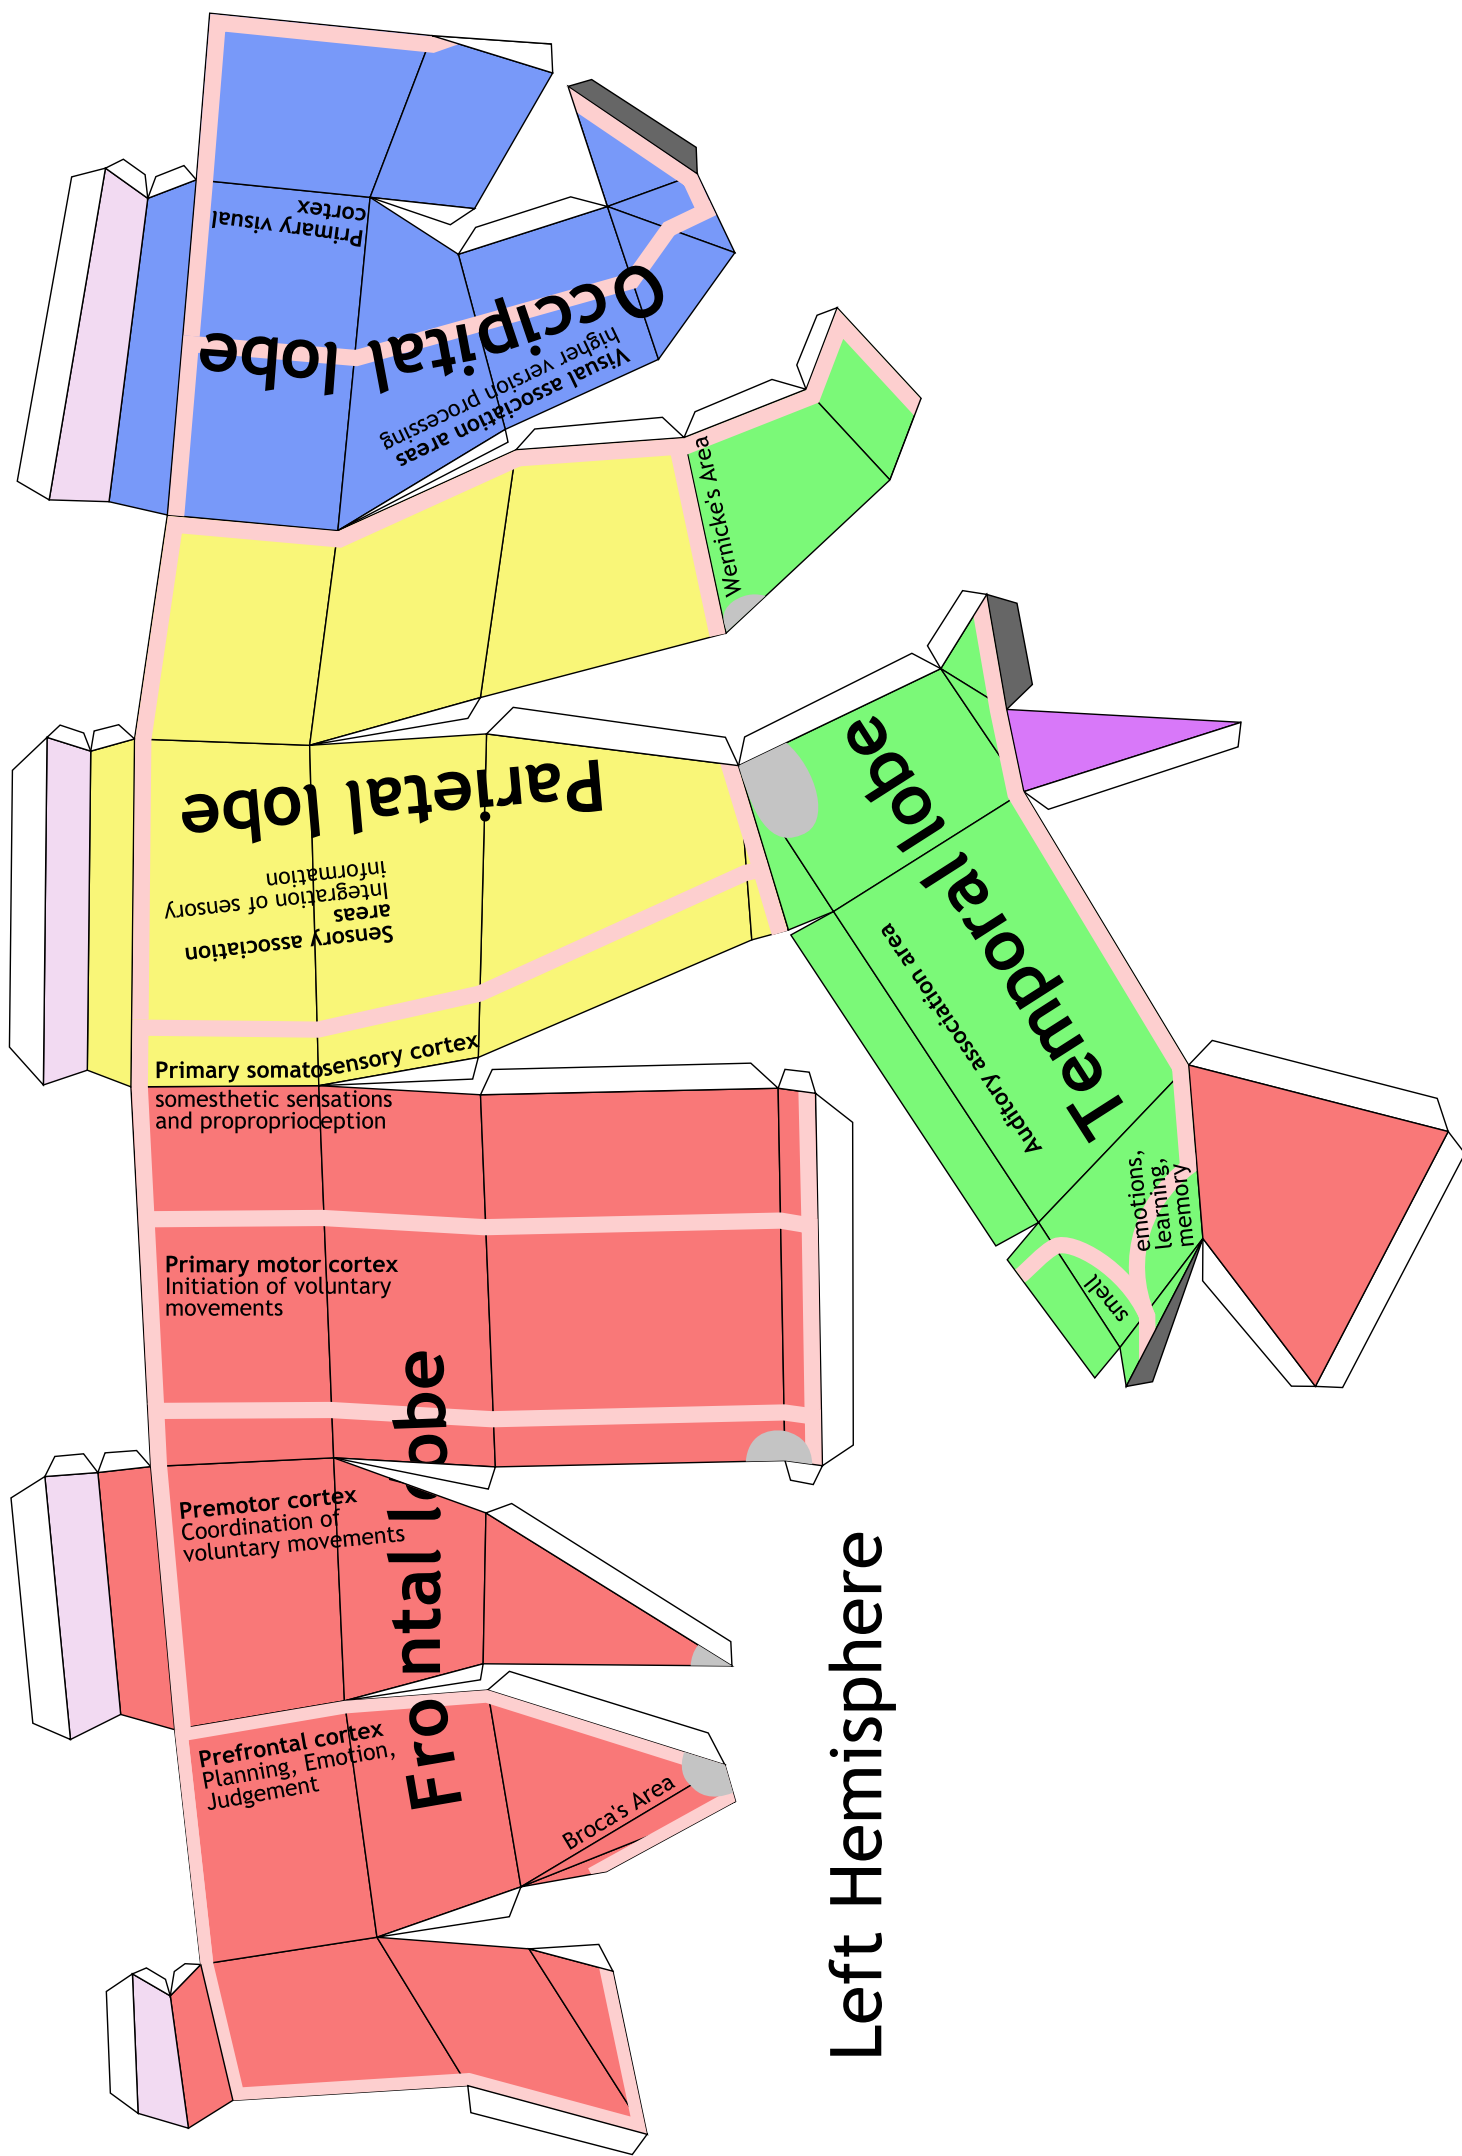 Primary visual
cortex
Occipital lobe
Visual association areas
higher version processing
Wernicke's Area
Parietal lobe
Sensory association
areas
Integration of sensory
information
Primary somatosensory cortex
somesthetic sensations
and proproprioception
Temporal lobe
Auditory association area
emotions,
learning,
memory
smell
Primary motor cortex
Initiation of voluntary
movements
Frontal lobe
Premotor cortex
Coordination of
voluntary movements
Prefrontal cortex
Planning, Emotion,
Judgement
Broca's Area
Left Hemisphere